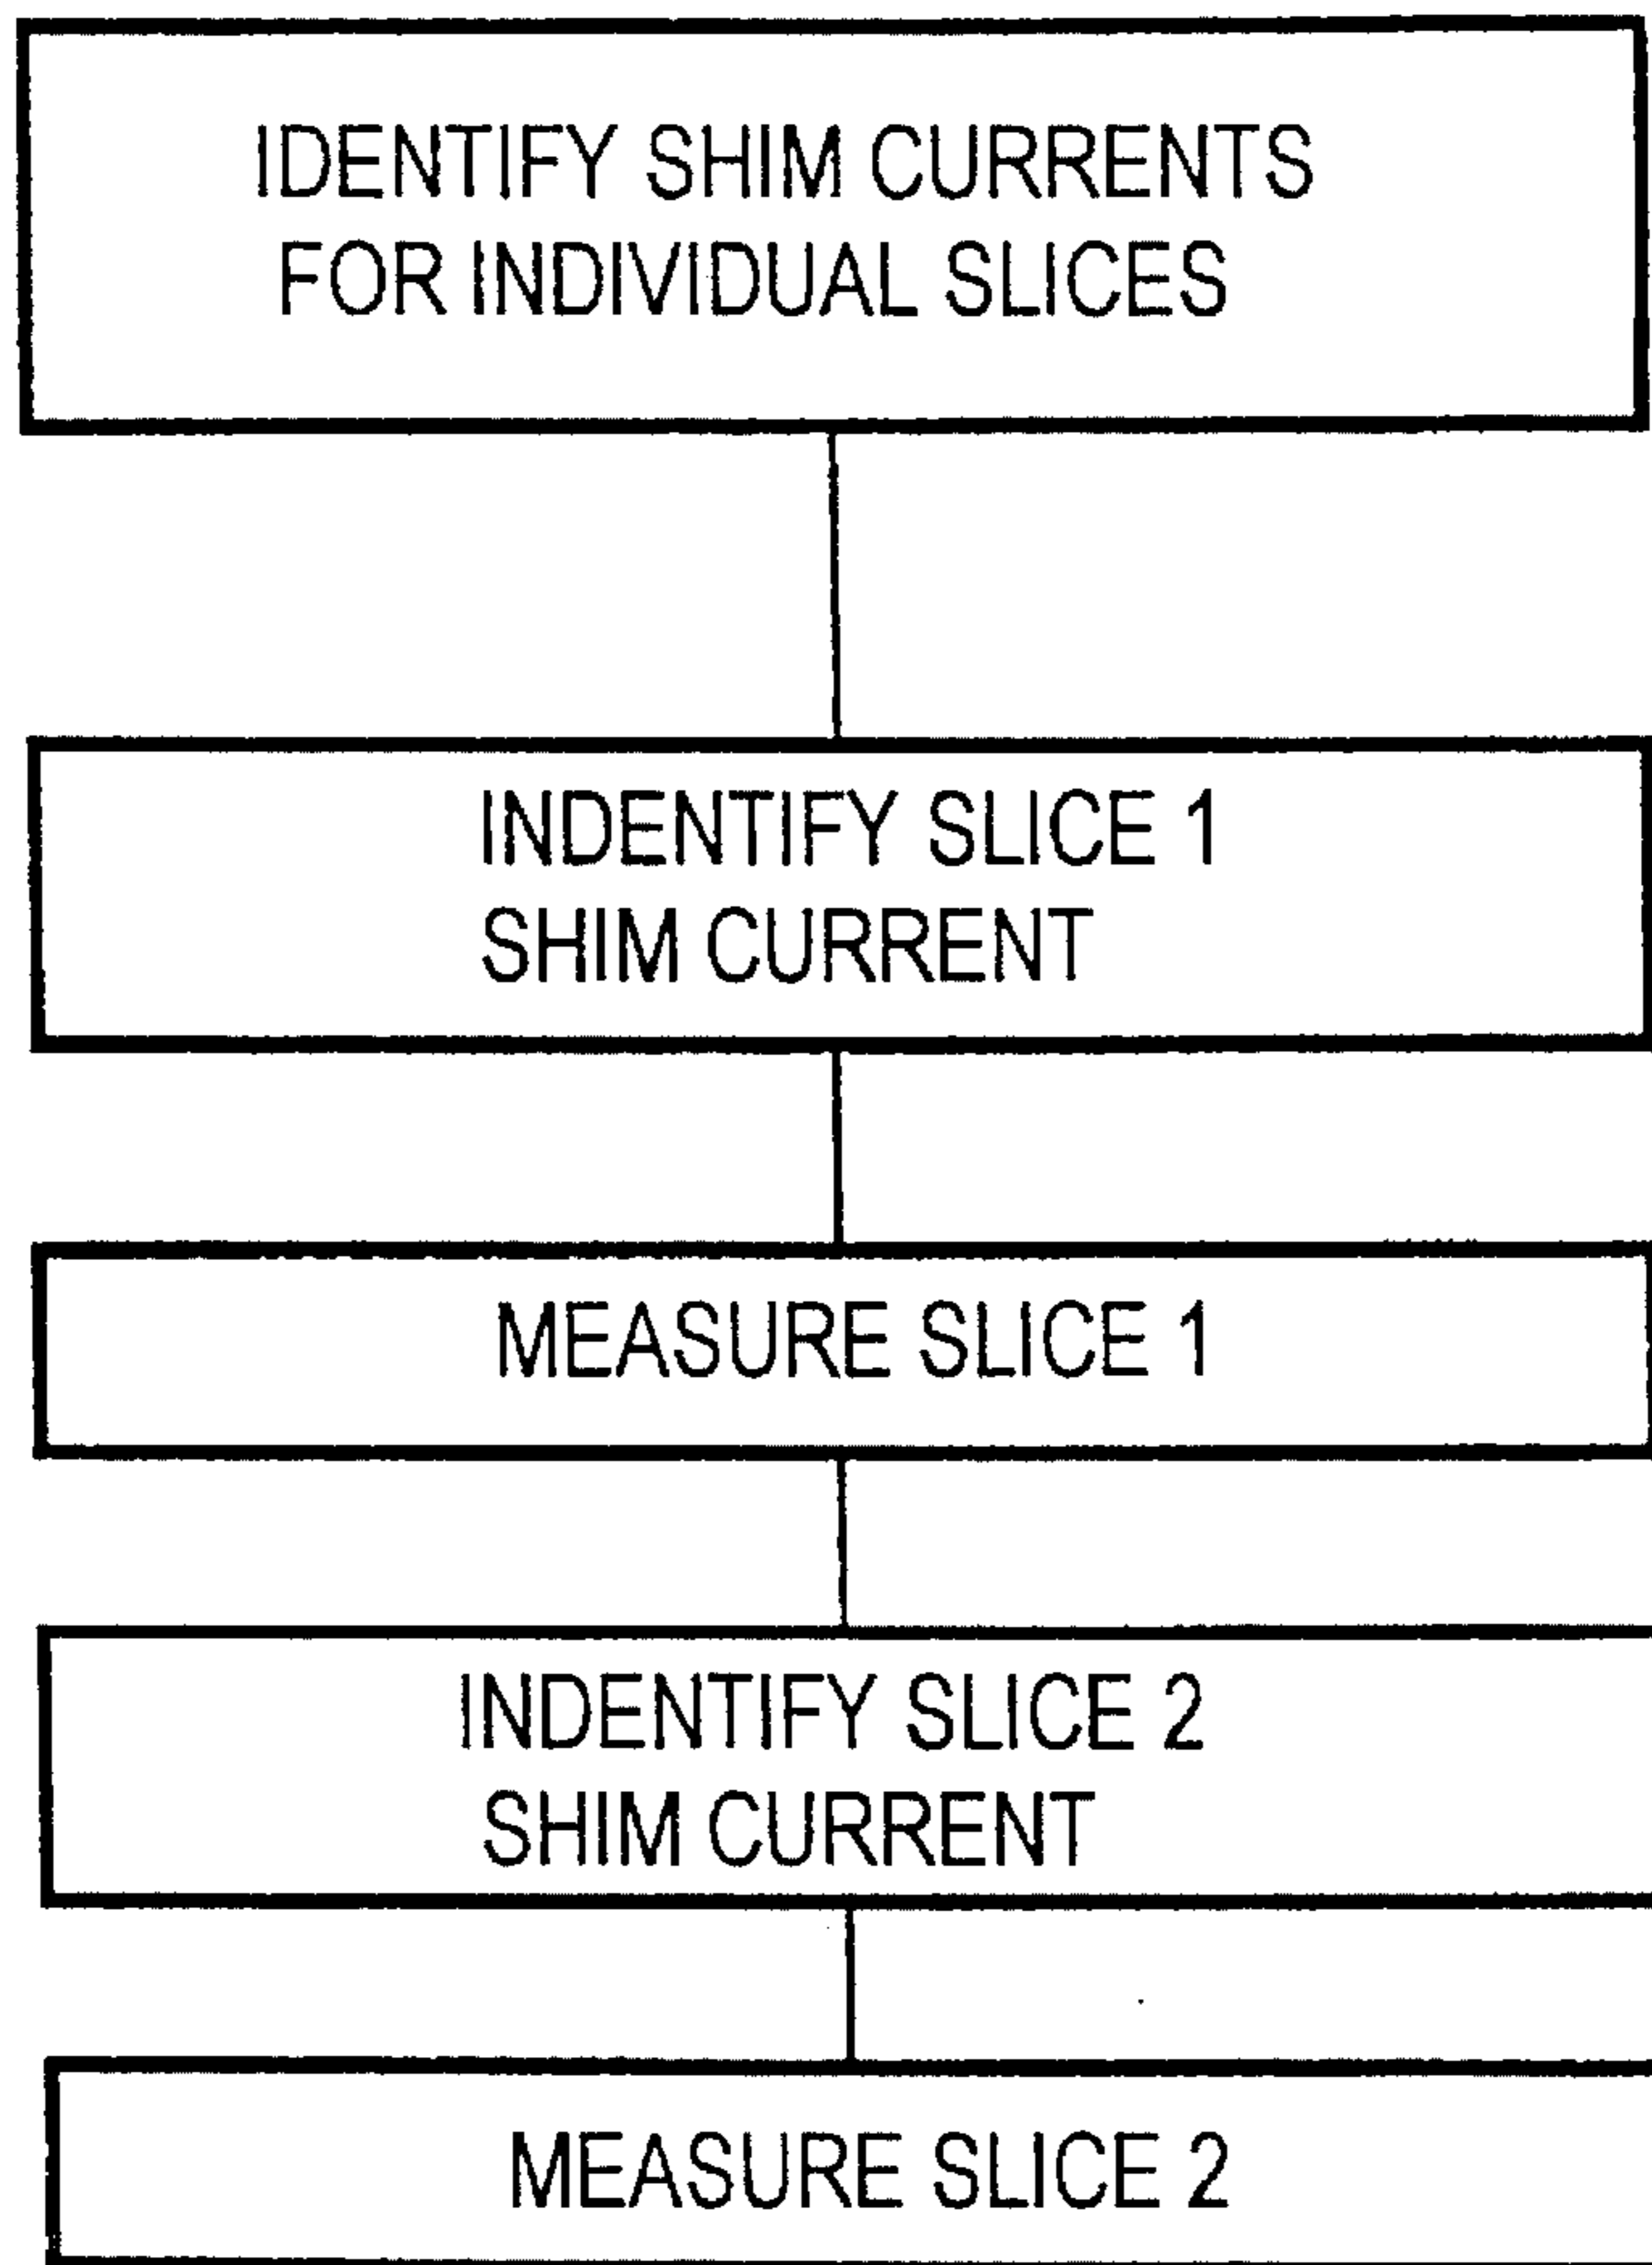 IDENTIFY SHIM CURRENTS
FOR INDIVIDUAL SLICES
INDENTIFY SLICE 1
SHIM CURRENT
MEASURE SLICE 1
INDENTIFY SLICE 2
SHIM CURRENT
MEASURE SLICE 2